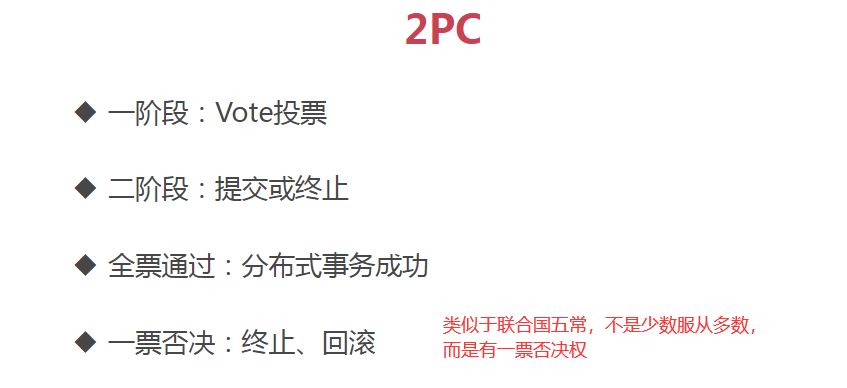 2PC
◆ 一阶段：Vote投票
◆ 二阶段：提交或终止
◆ 全票通过：分布式事务成功
◆ 一票否决：终止、回滚
类似于联合国五常，不是少数服从多数，
而是有一票否决权